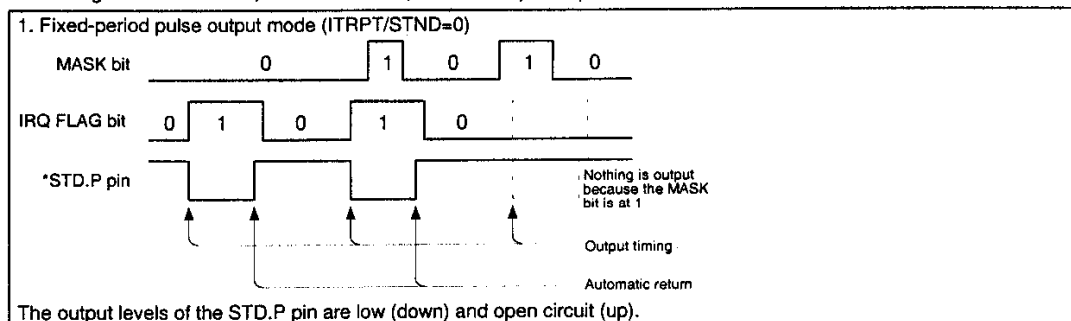 1. Fixed-period pulse output mode (ITRPT/STND=0)
MASK bit 0 1 0 1 0
IRQ FLAG bit 0 1 0 1 0
*STD.P pin
Nothing is output
because the MASK
bit is at 1
Output timing
Automatic return
The output levels of the STD.P pin are low (down) and open circuit (up).